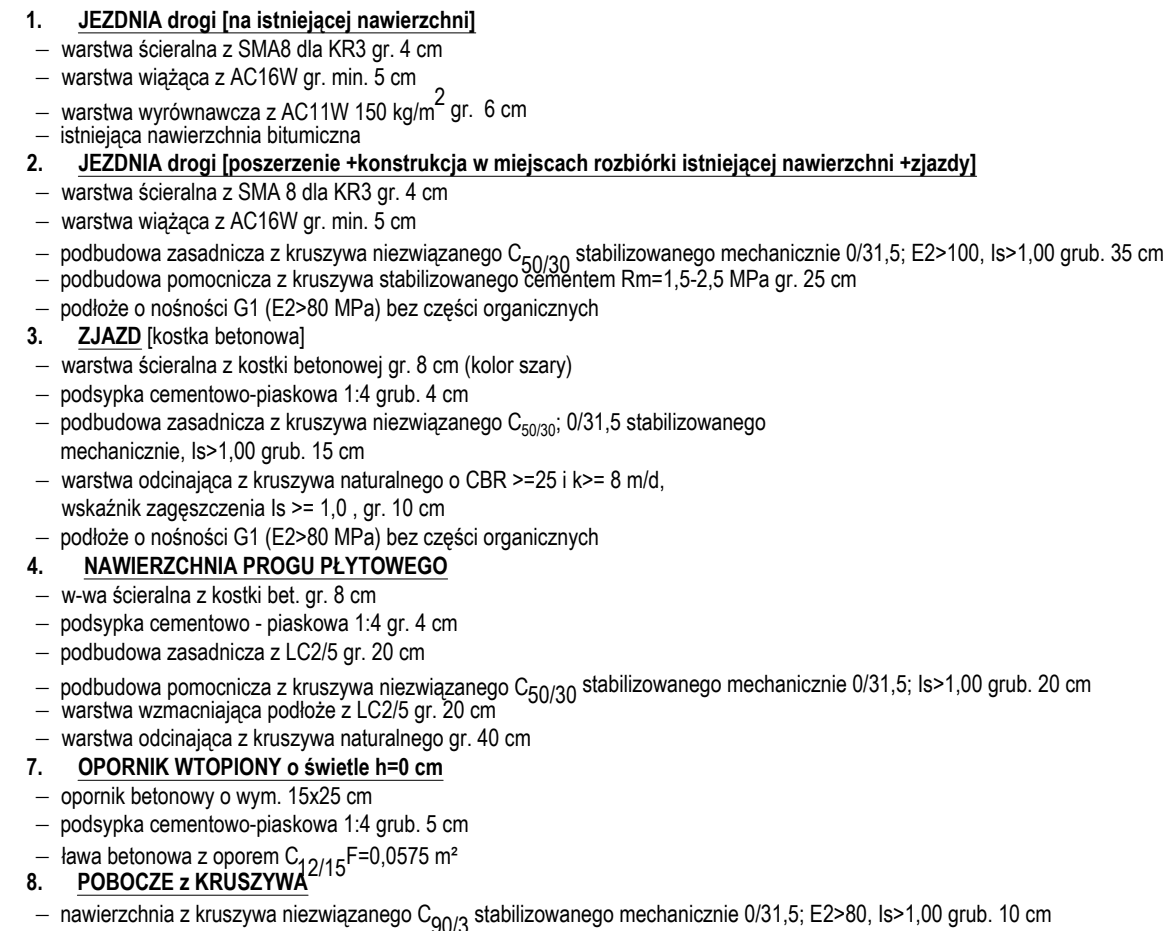 1. JEZDNIA drogi [na istniejącej nawierzchni]
– warstwa ścieralna z SMA8 dla KR3 gr. 4 cm
– warstwa wiążąca z AC16W gr. min. 5 cm
– warstwa wyrównawcza z AC11W 150 kg/m2 gr. 6 cm
– istniejąca nawierzchnia bitumiczna
2. JEZDNIA drogi [poszerzenie +konstrukcja w miejscach rozbiórki istniejącej nawierzchni +zjazdy]
– warstwa ścieralna z SMA 8 dla KR3 gr. 4 cm
– warstwa wiążąca z AC16W gr. min. 5 cm
– podbudowa zasadnicza z kruszywa niezwiązanego C50/30 stabilizowanego mechanicznie 0/31,5; E2>100, Is>1,00 grub. 35 cm
– podbudowa pomocnicza z kruszywa stabilizowanego cementem Rm=1,5-2,5 MPa gr. 25 cm
– podłoże o nośności G1 (E2>80 MPa) bez części organicznych
3. ZJAZD [kostka betonowa]
– warstwa ścieralna z kostki betonowej gr. 8 cm (kolor szary)
– podsypka cementowo-piaskowa 1:4 grub. 4 cm
– podbudowa zasadnicza z kruszywa niezwiązanego C50/30; 0/31,5 stabilizowanego
mechanicznie, Is>1,00 grub. 15 cm
– warstwa odcinająca z kruszywa naturalnego o CBR >=25 i k>= 8 m/d,
wskaźnik zagęszczenia Is >= 1,0 , gr. 10 cm
– podłoże o nośności G1 (E2>80 MPa) bez części organicznych
4. NAWIERZCHNIA PROGU PŁYTOWEGO
– w-wa ścieralna z kostki bet. gr. 8 cm
– podsypka cementowo - piaskowa 1:4 gr. 4 cm
– podbudowa zasadnicza z LC2/5 gr. 20 cm
– podbudowa pomocnicza z kruszywa niezwiązanego C50/30 stabilizowanego mechanicznie 0/31,5; Is>1,00 grub. 20 cm
– warstwa wzmacniająca podłoże z LC2/5 gr. 20 cm
– warstwa odcinająca z kruszywa naturalnego gr. 40 cm
7. OPORNIK WTOPIONY o świetle h=0 cm
– opornik betonowy o wym. 15x25 cm
– podsypka cementowo-piaskowa 1:4 grub. 5 cm
– ława betonowa z oporem C12/15 F=0,0575 m²
8. POBOCZE z KRUSZYWA
– nawierzchnia z kruszywa niezwiązanego C90/3 stabilizowanego mechanicznie 0/31,5; E2>80, Is>1,00 grub. 10 cm